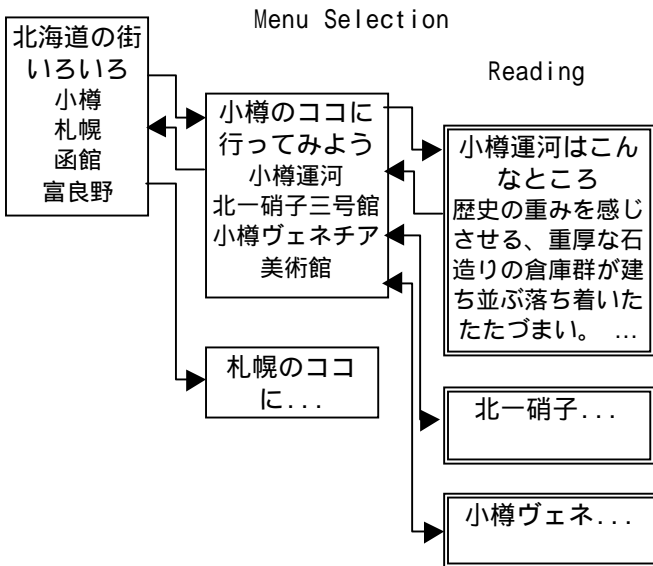 Menu Selection
Reading
北海道の街
いろいろ
小樽
札幌
函館
富良野
小樽のココに
行ってみよう
小樽運河
北一硝子三号館
小樽ヴェネチア
美術館
札幌のココ
に...
小樽運河はこん
なところ
歴史の重みを感じ
させる、重厚な石
造りの倉庫群が建
ち並ぶ落ち着いた
たたづまい。 ...
北一硝子...
小樽ヴェネ...